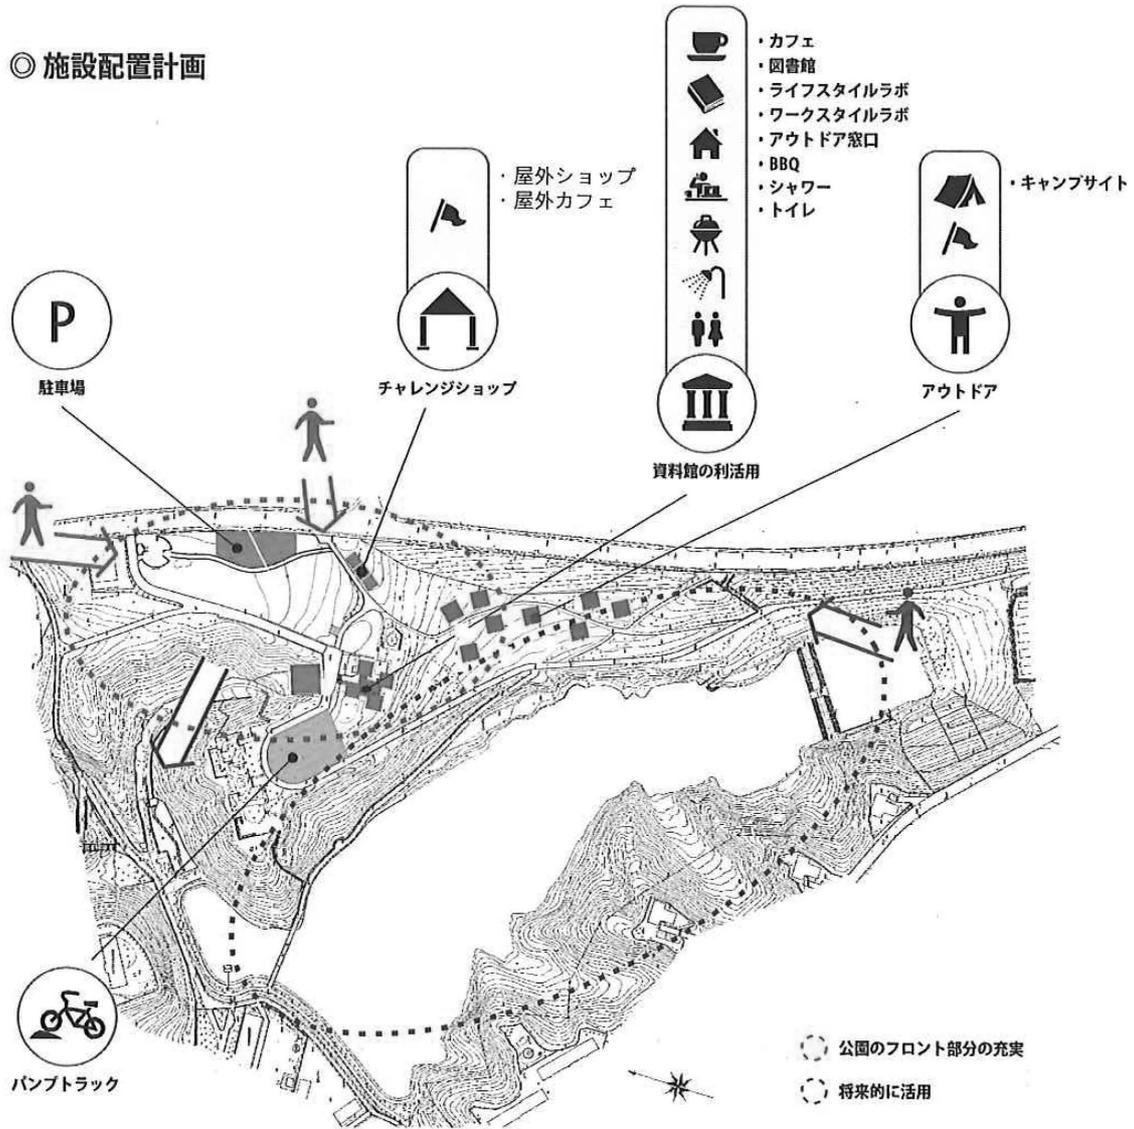 ◎ 施設配置計画
・カフェ
・図書館
・ライフスタイルラボ
・ワークスタイルラボ
・アウトドア窓口
・BBQ
・シャワー
・トイレ
・屋外ショップ
・屋外カフェ
・キャンプサイト
P
駐車場
チャレンジショップ
アウトドア
資料館の利活用
パンプトラック
公園のフロント部分の充実
将来的に活用